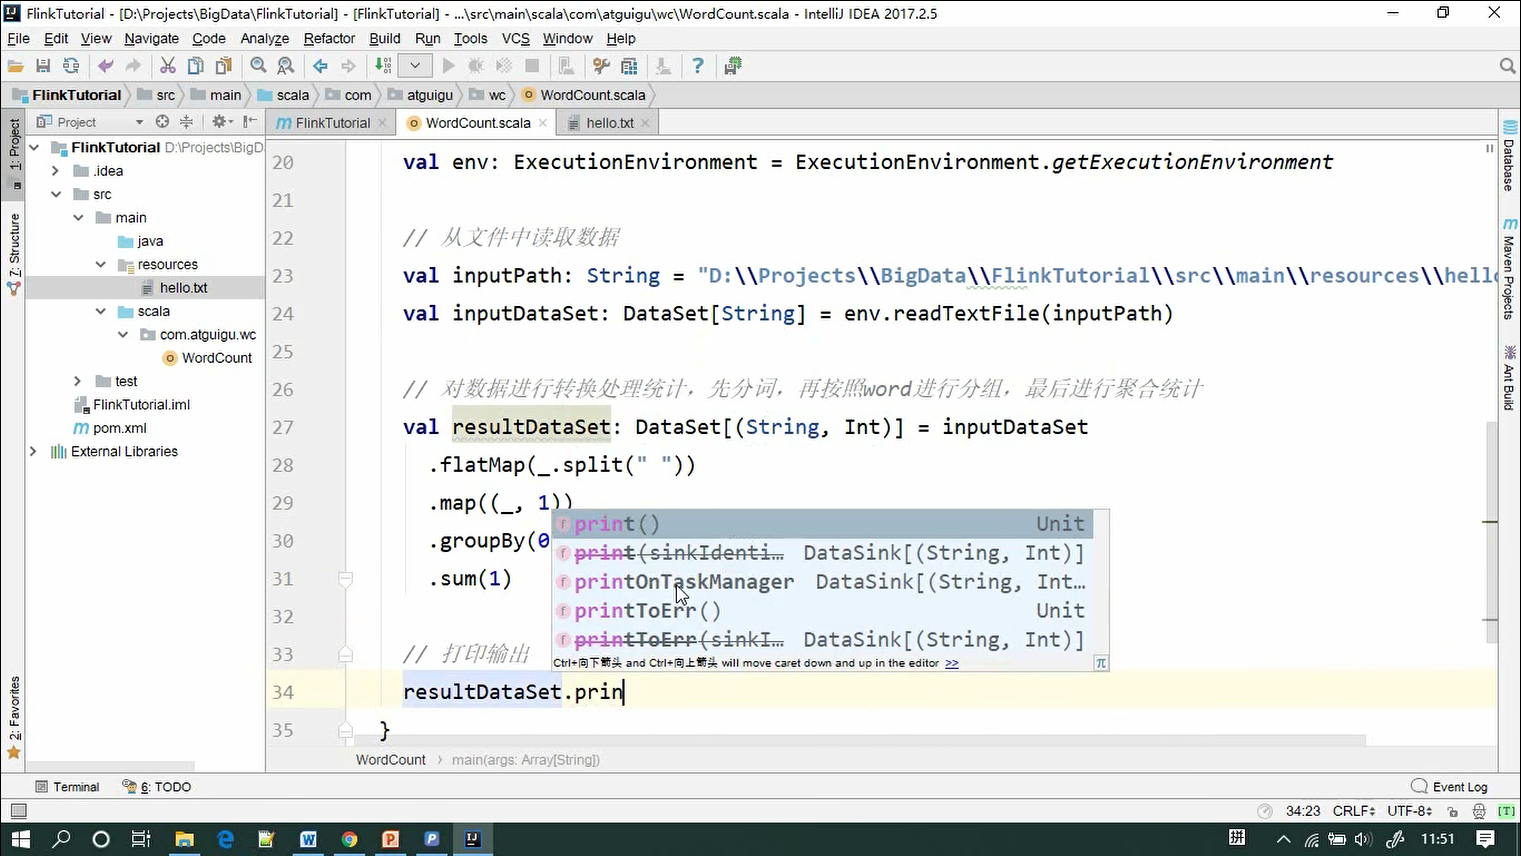 FlinkTutorial - [D:\Projects\BigData\FlinkTutorial] - [FlinkTutorial] - ...\src\main\scala\com\atguigu\wc\WordCount.scala - IntelliJ IDEA 2017.2.5
File Edit View Navigate Code Analyze Refactor Build Run Tools VCS Window Help
FlinkTutorial src main scala com atguigu wc WordCount.scala
Project
FlinkTutorial WordCount.scala hello.txt
1: Project
7: Structure
2: Favorites
FlinkTutorial D:\Projects\BigD
.idea
src
main
java
resources
hello.txt
scala
com.atguigu.wc
WordCount
test
FlinkTutorial.iml
pom.xml
External Libraries
20 val env: ExecutionEnvironment = ExecutionEnvironment.getExecutionEnvironment
21
22 // 从文件中读取数据
23 val inputPath: String = "D:\\Projects\\BigData\\FlinkTutorial\\src\\main\\resources\\hello
24 val inputDataSet: DataSet[String] = env.readTextFile(inputPath)
25
26 // 对数据进行转换处理统计，先分词，再按照word进行分组，最后进行聚合统计
27 val resultDataSet: DataSet[(String, Int)] = inputDataSet
28 .flatMap(_.split(" "))
29 .map((_, 1))
30 .groupBy(0
31 .sum(1)
32
33 // 打印输出
34 resultDataSet.prin
35 }
print() Unit
print(sinkIdenti… DataSink[(String, Int)]
printOnTaskManager DataSink[(String, Int…
printToErr() Unit
printToErr(sinkI… DataSink[(String, Int)]
Ctrl+向下箭头 and Ctrl+向上箭头 will move caret down and up in the editor >>
π
WordCount main(args: Array[String])
Database
Maven Projects
Ant Build
Terminal 6: TODO Event Log
34:23 CRLF UTF-8 [T]
拼 11:51